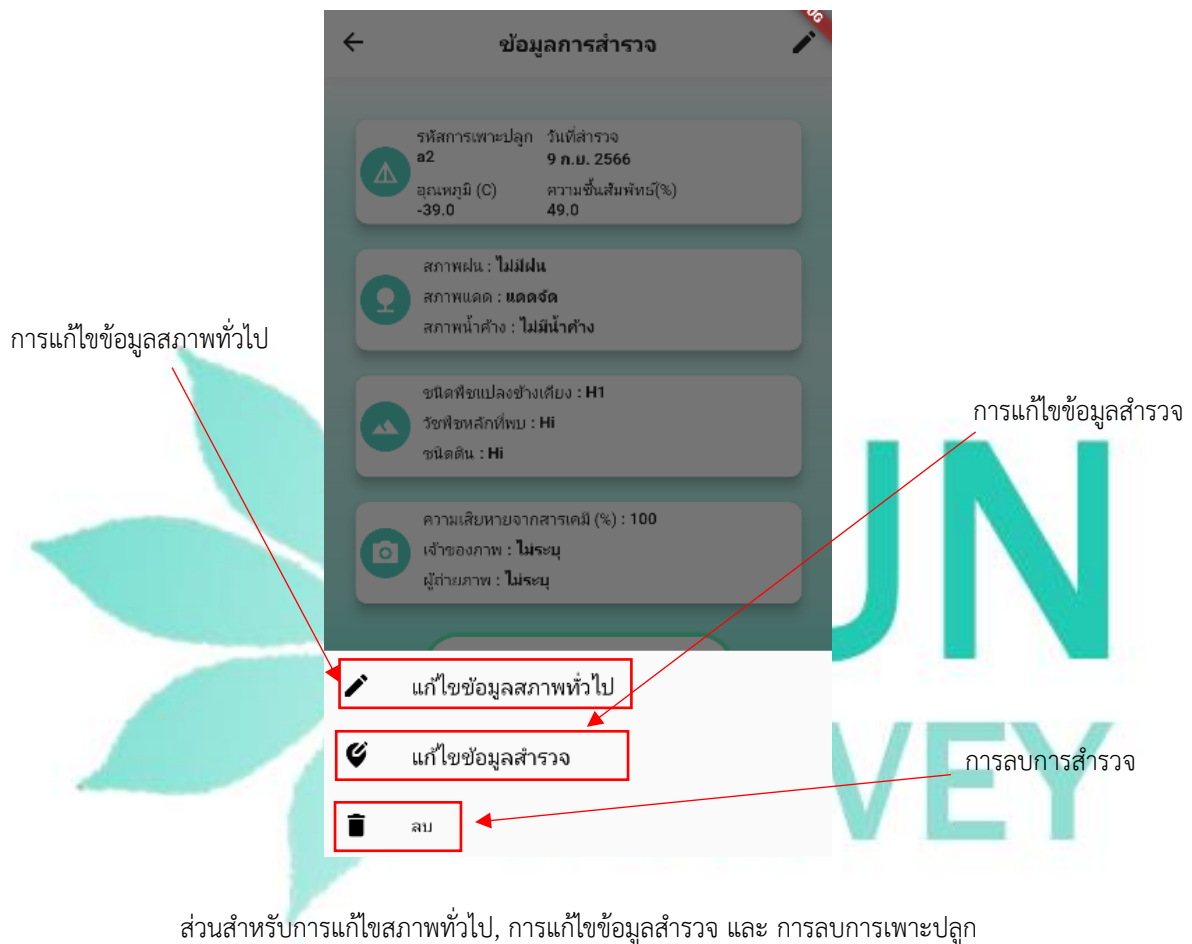 ข้อมูลการสำรวจ
รหัสการเพาะปลูก วันที่สำรวจ
a2 9 ก.ย. 2566
อุณหภูมิ (C) ความชื้นสัมพัทธ์(%)
-39.0 49.0
สภาพฝน : ไม่มีฝน
สภาพแดด : แดดจัด
สภาพน้ำค้าง : ไม่มีน้ำค้าง
การแก้ไขข้อมูลสภาพทั่วไป
ชนิดพืชแปลงข้างเคียง : H1
วัชพืชหลักที่พบ : Hi
ชนิดดิน : Hi
การแก้ไขข้อมูลสำรวจ
ความเสียหายจากสารเคมี (%) : 100
เจ้าของภาพ : ไม่ระบุ
ผู้ถ่ายภาพ : ไม่ระบุ
UN
แก้ไขข้อมูลสภาพทั่วไป
แก้ไขข้อมูลสำรวจ
VEY
การลบการสำรวจ
ลบ
ส่วนสำหรับการแก้ไขสภาพทั่วไป, การแก้ไขข้อมูลสำรวจ และ การลบการเพาะปลูก